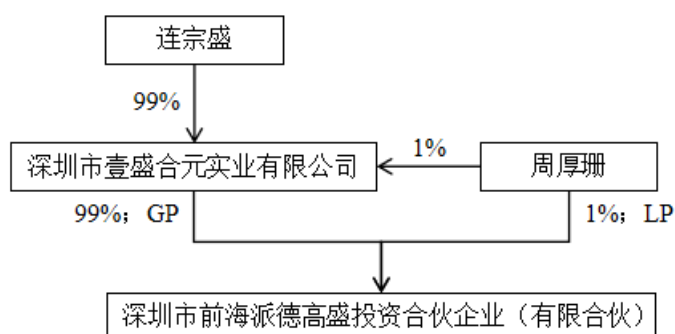 连宗盛
99%
深圳市壹盛合元实业有限公司
1%
周厚珊
99%；GP
1%；LP
深圳市前海派德高盛投资合伙企业（有限合伙）